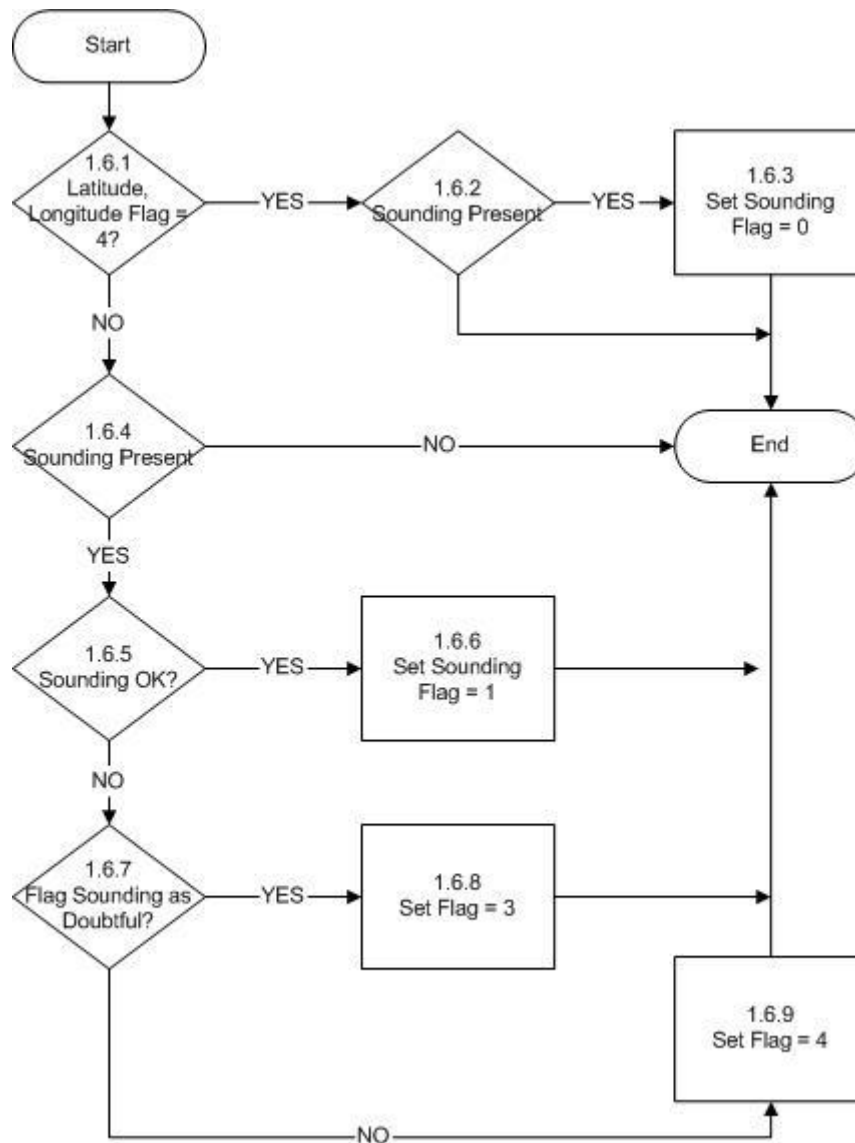 Start
1.6.1
Latitude,
Longitude Flag =
4?
YES
1.6.2
Sounding Present
YES
1.6.3
Set Sounding
Flag = 0
NO
1.6.4
Sounding Present
NO
End
YES
1.6.5
Sounding OK?
YES
1.6.6
Set Sounding
Flag = 1
NO
1.6.7
Flag Sounding as
Doubtful?
YES
1.6.8
Set Flag = 3
1.6.9
Set Flag = 4
NO